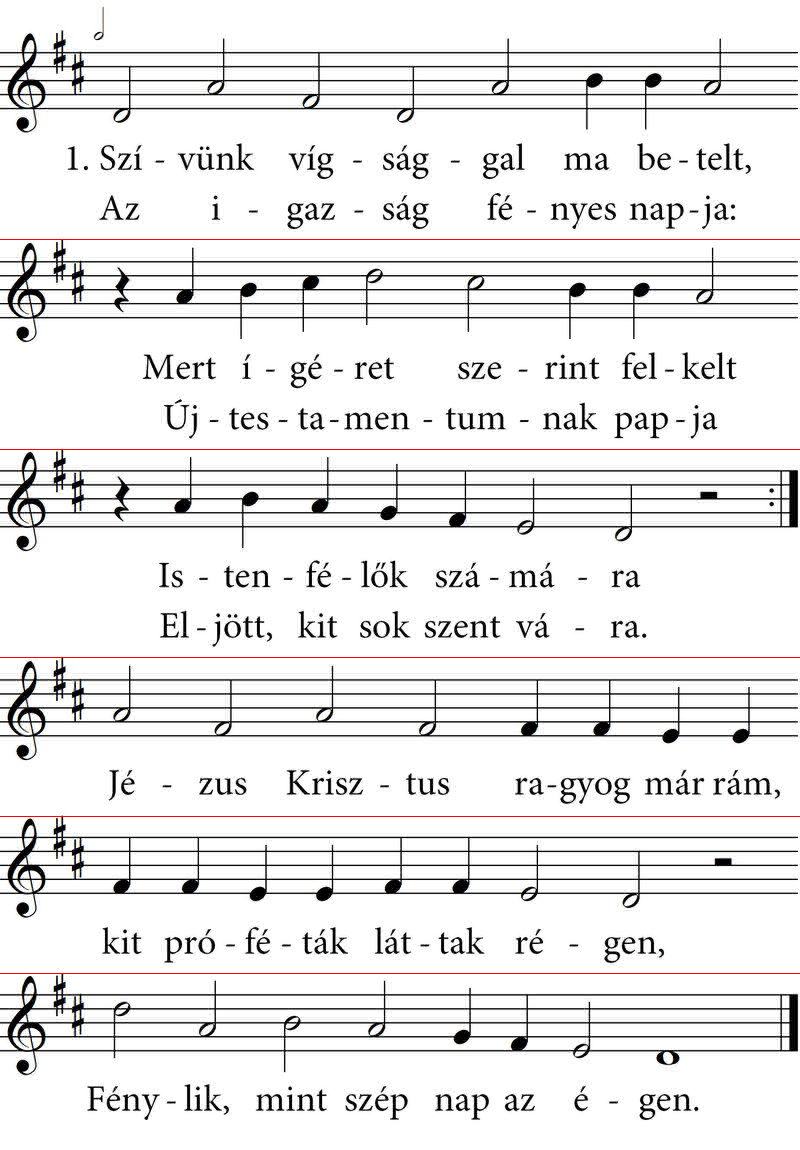 1. Szí - vünk víg - ság - gal ma be - telt,
Az i - gaz - ság fé - nyes nap - ja:
Mert í - gé - ret sze - rint fel - kelt
Új - tes - ta - men - tum - nak pap - ja
Is - ten - fé - lők szá - má - ra
El - jött, kit sok szent vá - ra.
Jé - zus Krisz - tus ra - gyog már rám,
kit pró - fé - ták lát - tak ré - gen,
Fény - lik, mint szép nap az é - gen.